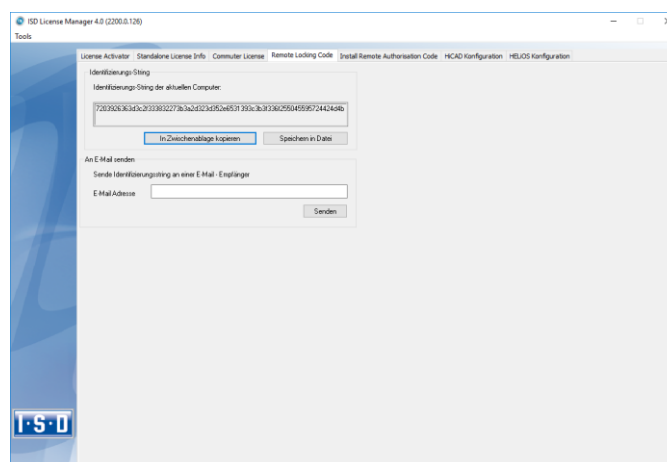 ISD License Manager 4.0 (2200.0.126)
Tools
License Activator Standalone License Info Commuter License Remote Locking Code Install Remote Authorisation Code HiCAD Konfiguration HELiOS Konfiguration
Identifizierungs-String
Identifizierungs-String der aktuellen Computer:
In Zwischenablage kopieren Speichern in Datei
An E-Mail senden
Sende Identifizierungsstring an einer E-Mail - Empfänger
E-Mail Adresse
Senden
I·S·D